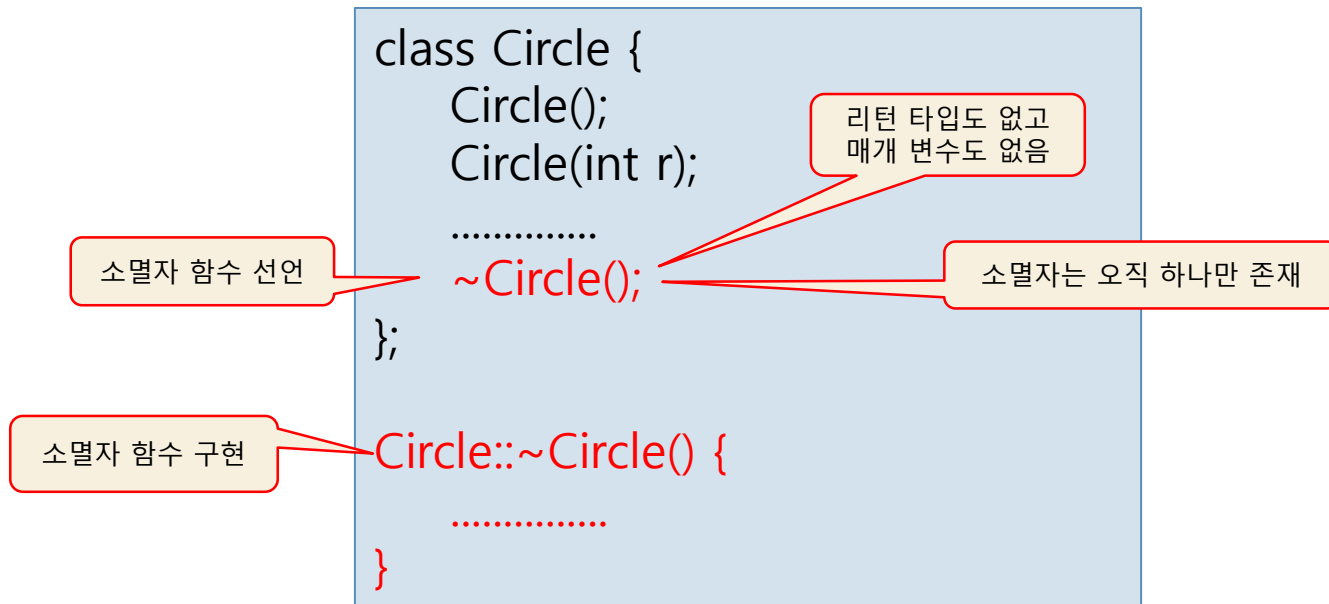 class Circle {
Circle();
Circle(int r);
..............
~Circle();
};
Circle::~Circle() {
...............
}
리턴 타입도 없고
매개 변수도 없음
소멸자 함수 선언
소멸자는 오직 하나만 존재
소멸자 함수 구현